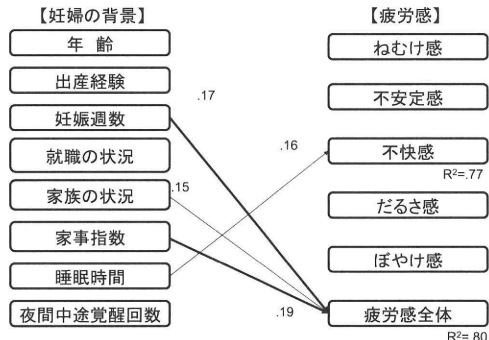 【妊婦の背景】
【疲労感】
年 齢
ねむけ感
出産経験
.17
不安定感
妊娠週数
.16
就職の状況
不快感
R²=.77
家族の状況
.15
だるさ感
家事指数
ぼやけ感
睡眠時間
夜間中途覚醒回数
.19
疲労感全体
R²=.80